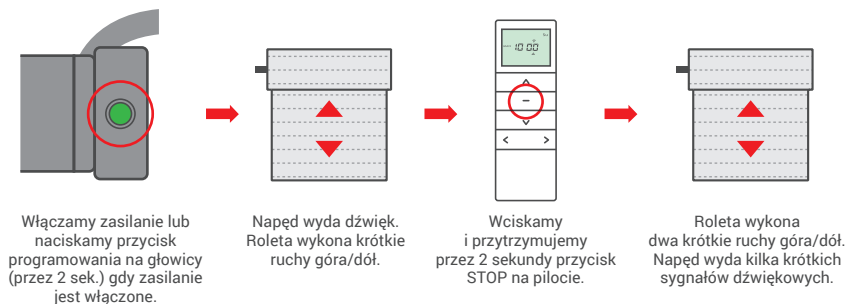 10 00
Włączamy zasilanie lub
naciskamy przycisk
programowania na głowicy
(przez 2 sek.) gdy zasilanie
jest włączone.
Napęd wyda dźwięk.
Roleta wykona krótkie
ruchy góra/dół.
Wciskamy
i przytrzymujemy
przez 2 sekundy przycisk
STOP na pilocie.
Roleta wykona
dwa krótkie ruchy góra/dół.
Napęd wyda kilka krótkich
sygnałów dźwiękowych.